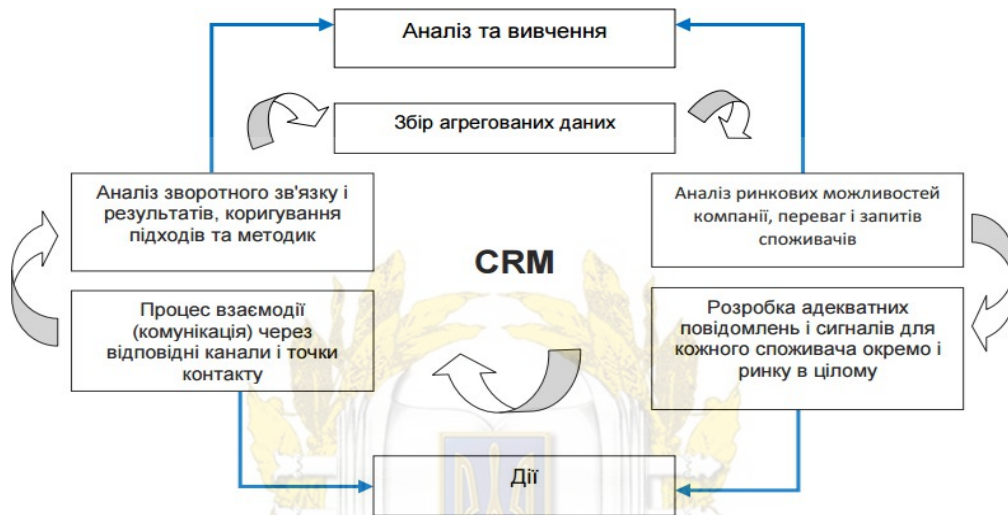 Аналіз та вивчення
Збір агрегованих даних
Аналіз зворотного зв'язку і
результатів, коригування
підходів та методик
Аналіз ринкових можливостей
компанії, переваг і запитів
споживачів
CRM
Процес взаємодії
(комунікація) через
відповідні канали і точки
контакту
Розробка адекватних
повідомлень і сигналів для
кожного споживача окремо і
ринку в цілому
Дії